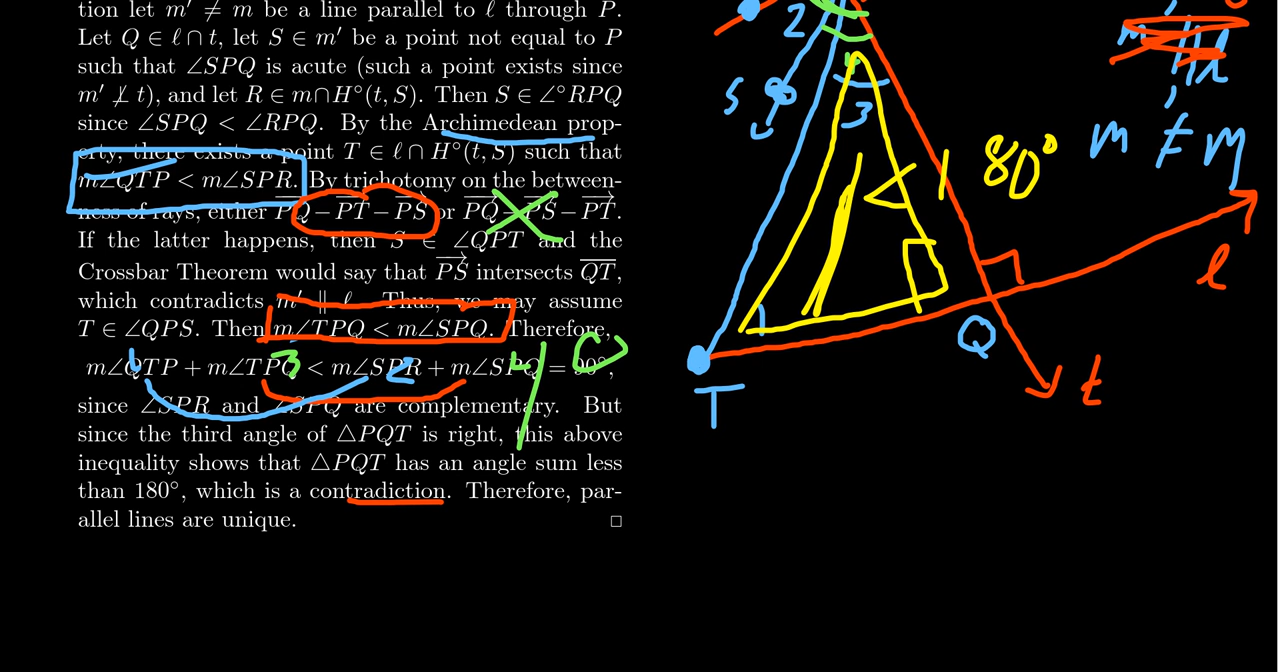 tion let m′ ≠ m be a line parallel to ℓ through P.
Let Q ∈ ℓ ∩ t, let S ∈ m′ be a point not equal to P
such that ∠SPQ is acute (such a point exists since
m′ ⊥̸ t), and let R ∈ m∩H°(t, S). Then S ∈ ∠°RPQ
since ∠SPQ < ∠RPQ. By the Archimedean prop-
erty, there exists a point T ∈ ℓ ∩ H°(t, S) such that
m∠QTP < m∠SPR. By trichotomy on the between-
ness of rays, either PQ − PT − PS or PQ − PS − PT.
If the latter happens, then S ∈ ∠QPT and the
Crossbar Theorem would say that PS intersects QT,
which contradicts m′ ∥ ℓ. Thus, we may assume
T ∈ ∠QPS. Then m∠TPQ < m∠SPQ. Therefore,
m∠QTP + m∠TPQ < m∠SPR + m∠SPQ = 90°,
since ∠SPR and ∠SPQ are complementary. But
since the third angle of △PQT is right, this above
inequality shows that △PQT has an angle sum less
than 180°, which is a contradiction. Therefore, par-
allel lines are unique. □
1
3
2
4
2
S
3
1
< 180°
m′ ≠ m
ℓ
Q
t
T